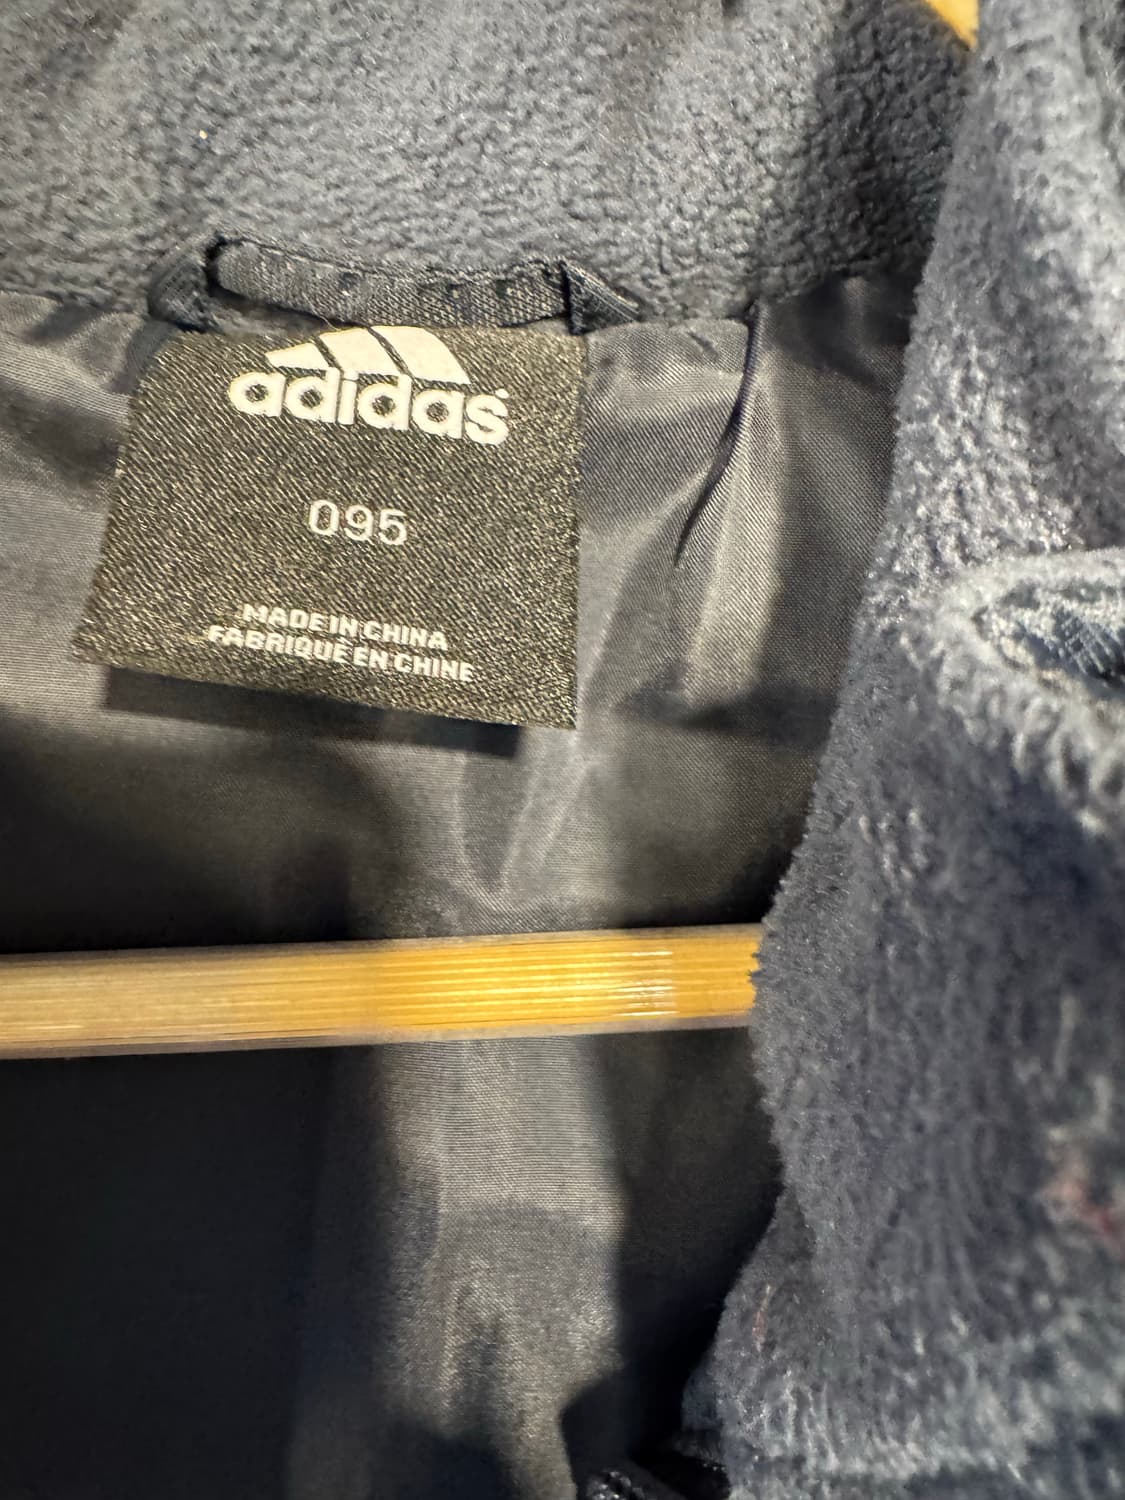 adidas
095
MADE IN CHINA
FABRIQUÉ EN CHINE